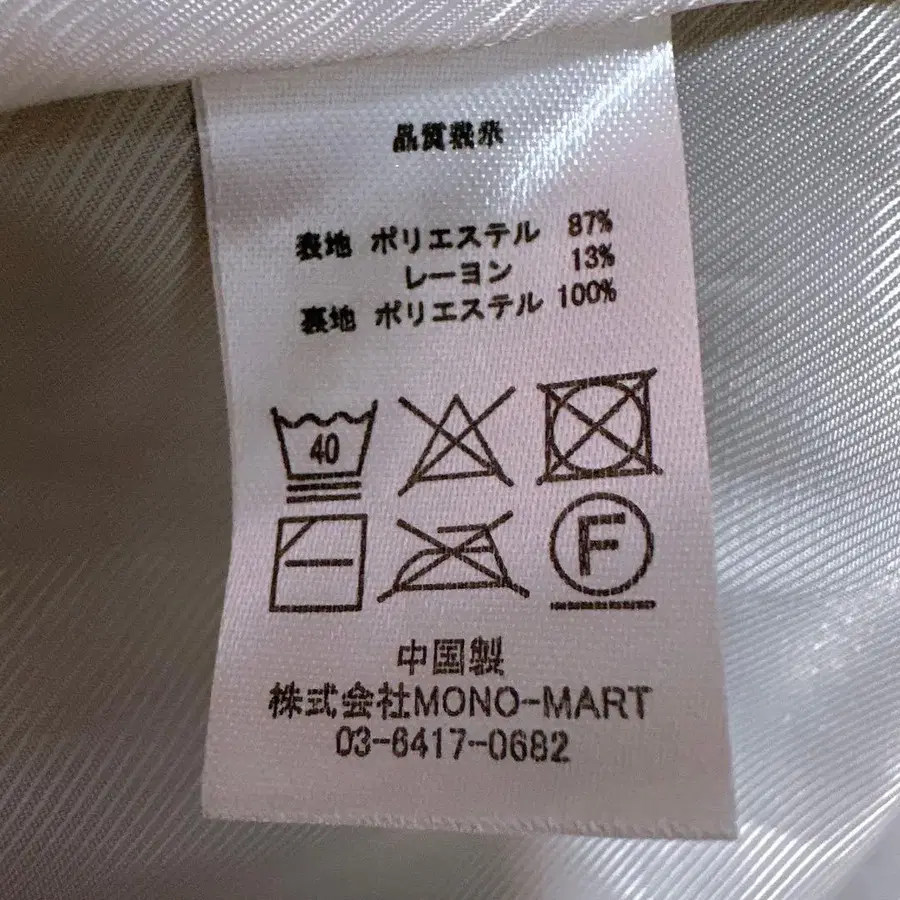 品質表示
表地 ポリエステル 87%
レーヨン 13%
裏地 ポリエステル 100%
40
F
中国製
株式会社MONO-MART
03-6417-0682